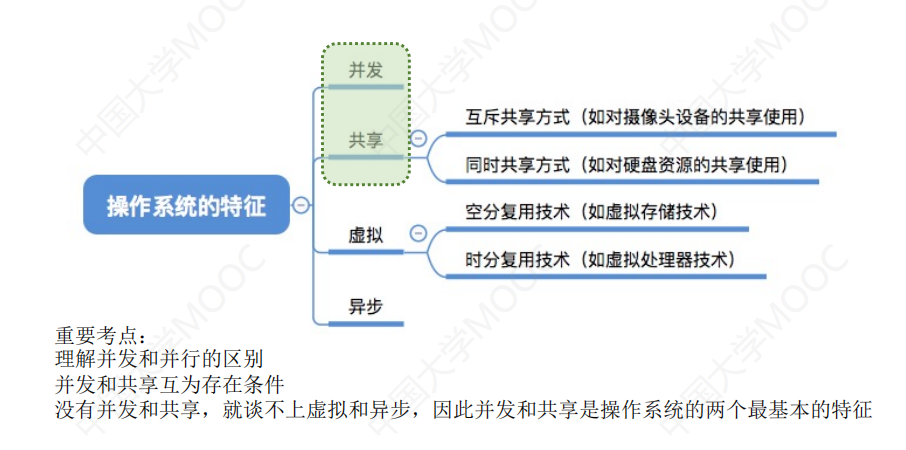 并发
共享
互斥共享方式（如对摄像头设备的共享使用）
同时共享方式（如对硬盘资源的共享使用）
操作系统的特征
虚拟
空分复用技术（如虚拟存储技术）
时分复用技术（如虚拟处理器技术）
异步
重要考点：
理解并发和并行的区别
并发和共享互为存在条件
没有并发和共享，就谈不上虚拟和异步，因此并发和共享是操作系统的两个最基本的特征
中国大学MOOC
中国大学MOOC
中国大学MOOC
中国大学MOOC
中国大学MOOC
中国大学MOOC